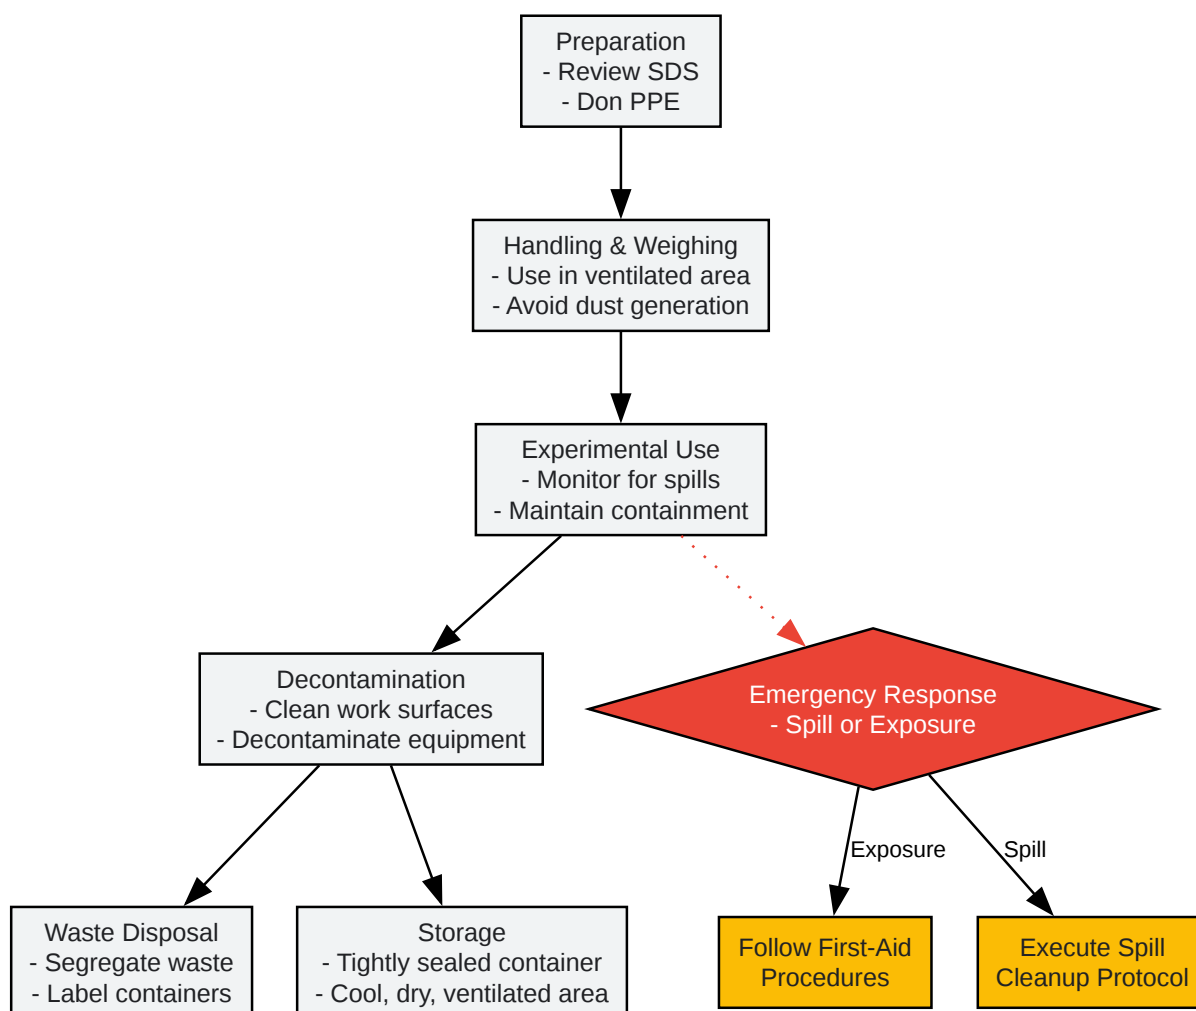 Preparation
- Review SDS
- Don PPE
Handling & Weighing
- Use in ventilated area
- Avoid dust generation
Experimental Use
- Monitor for spills
- Maintain containment
Decontamination
- Clean work surfaces
- Decontaminate equipment
Emergency Response
- Spill or Exposure
Exposure
Spill
Waste Disposal
- Segregate waste
- Label containers
Storage
- Tightly sealed container
- Cool, dry, ventilated area
Follow First-Aid
Procedures
Execute Spill
Cleanup Protocol